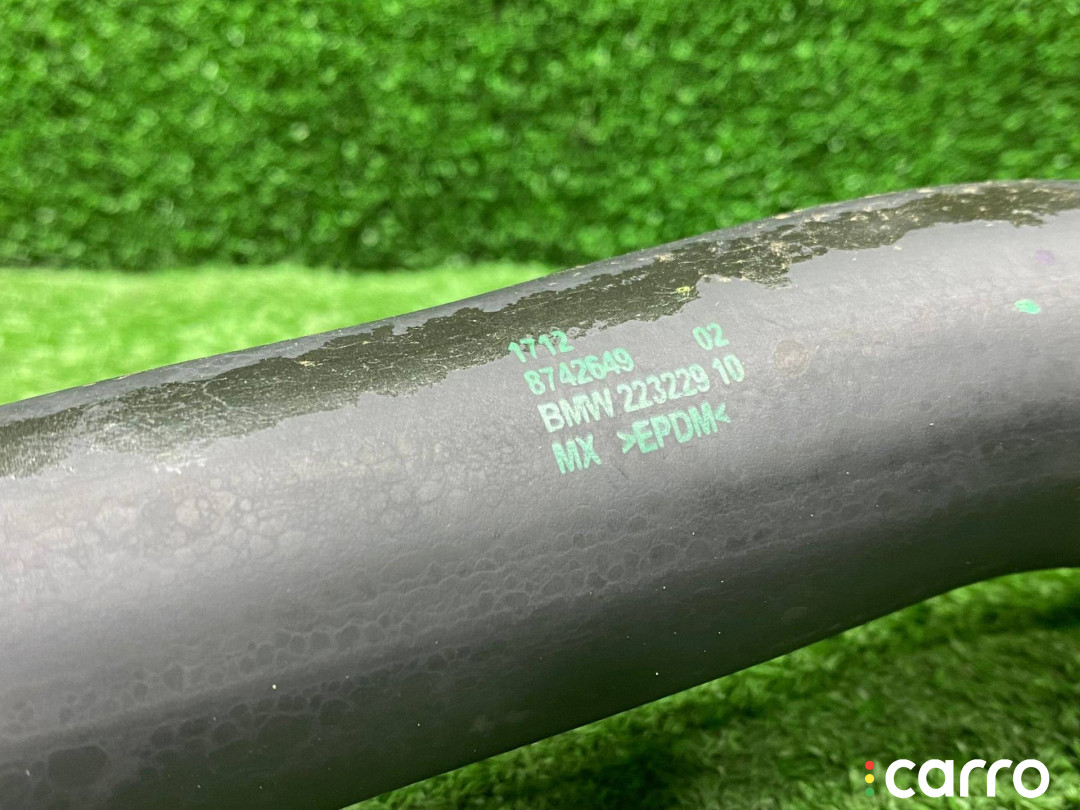 1712
8742649 02
BMW 223229 10
MX >EPDM<
carro